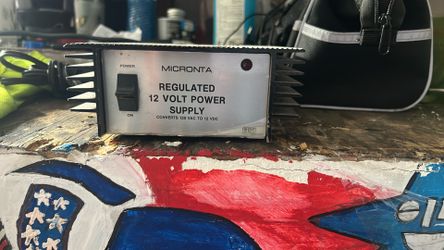 MICRONTA
POWER
REGULATED
12 VOLT POWER
SUPPLY
CONVERTS 120 VAC TO 12 VDC
ON